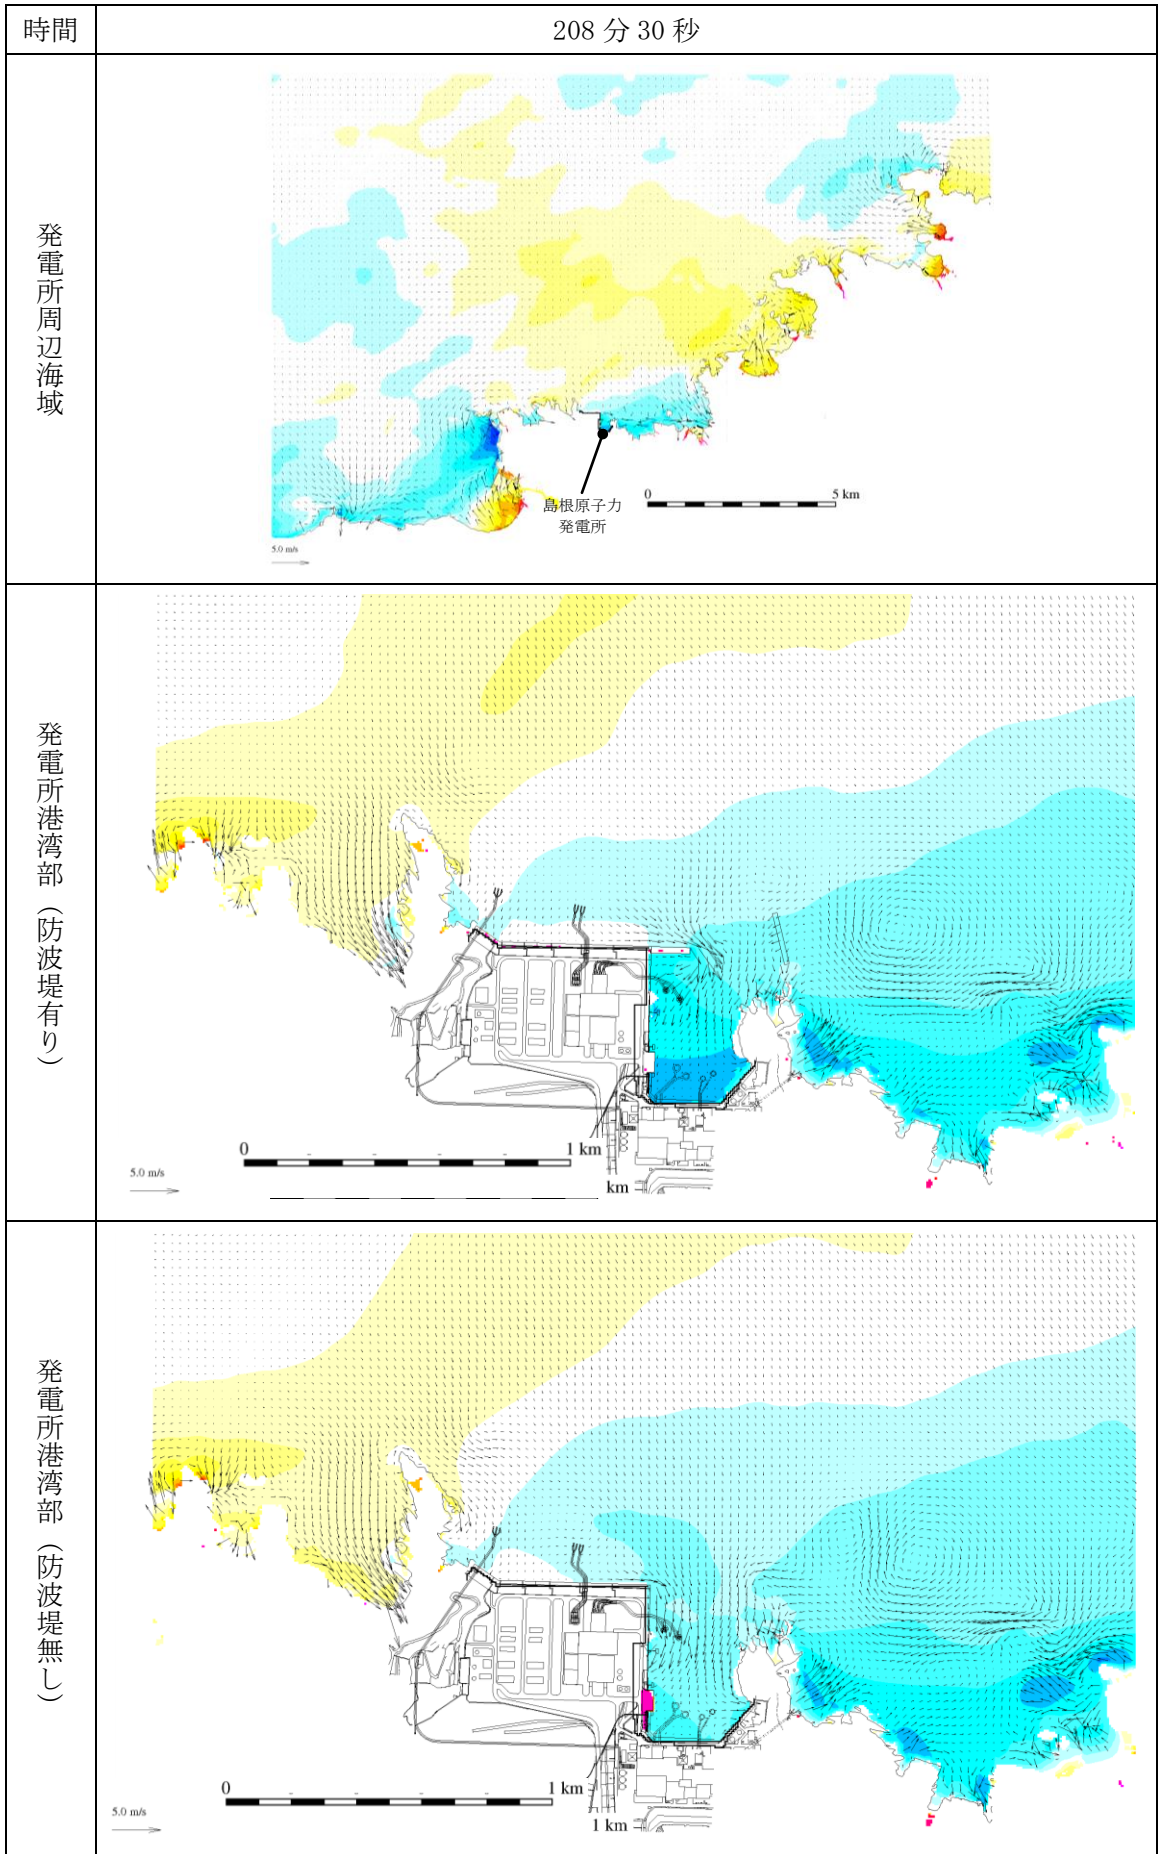 時間
208 分 30 秒
発電所周辺海域
島根原子力
発電所
0 5 km
5.0 m/s
発電所港湾部（防波堤有り）
0 1 km
5.0 m/s
km
発電所港湾部（防波堤無し）
0 1 km
5.0 m/s
1 km